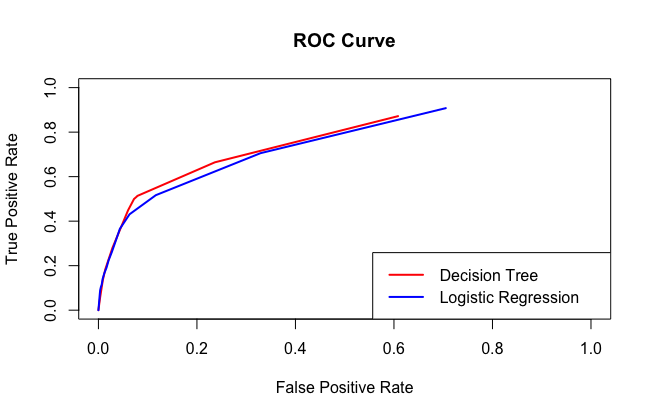 ROC Curve
True Positive Rate
1.0
0.8
0.6
0.4
0.2
0.0
Decision Tree
Logistic Regression
0.0 0.2 0.4 0.6 0.8 1.0
False Positive Rate